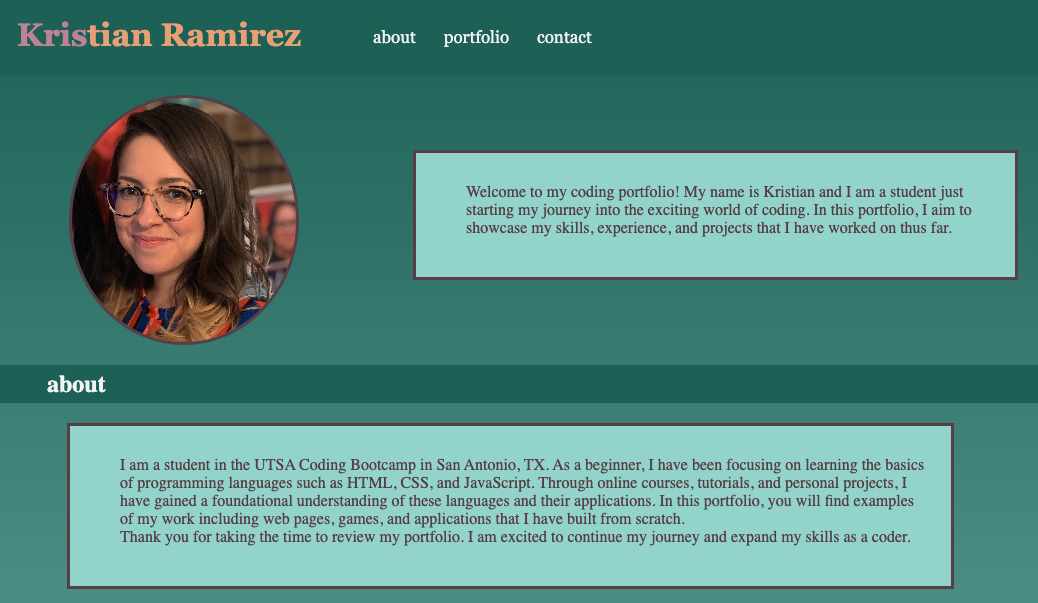 Kristian Ramirez
about portfolio contact
Welcome to my coding portfolio! My name is Kristian and I am a student just
starting my journey into the exciting world of coding. In this portfolio, I aim to
showcase my skills, experience, and projects that I have worked on thus far.
about
I am a student in the UTSA Coding Bootcamp in San Antonio, TX. As a beginner, I have been focusing on learning the basics
of programming languages such as HTML, CSS, and JavaScript. Through online courses, tutorials, and personal projects, I
have gained a foundational understanding of these languages and their applications. In this portfolio, you will find examples
of my work including web pages, games, and applications that I have built from scratch.
Thank you for taking the time to review my portfolio. I am excited to continue my journey and expand my skills as a coder.